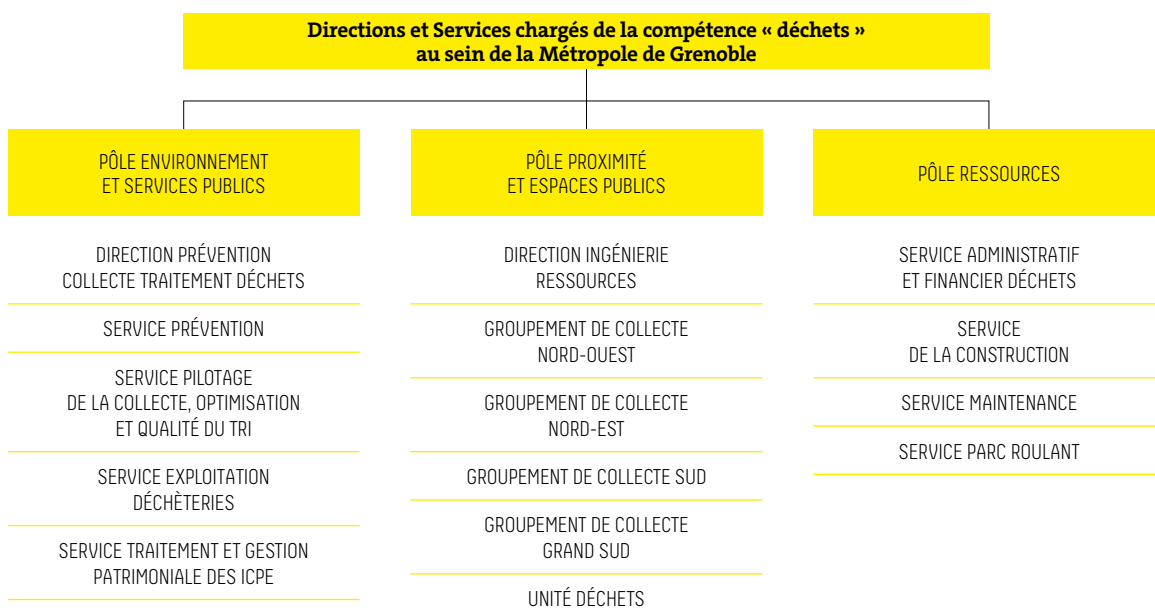 Directions et Services chargés de la compétence « déchets »
au sein de la Métropole de Grenoble
PÔLE ENVIRONNEMENT
ET SERVICES PUBLICS
DIRECTION PRÉVENTION
COLLECTE TRAITEMENT DÉCHETS
SERVICE PRÉVENTION
SERVICE PILOTAGE
DE LA COLLECTE, OPTIMISATION
ET QUALITÉ DU TRI
SERVICE EXPLOITATION
DÉCHÈTERIES
SERVICE TRAITEMENT ET GESTION
PATRIMONIALE DES ICPE
PÔLE PROXIMITÉ
ET ESPACES PUBLICS
DIRECTION INGÉNIERIE
RESSOURCES
GROUPEMENT DE COLLECTE
NORD-OUEST
GROUPEMENT DE COLLECTE
NORD-EST
GROUPEMENT DE COLLECTE SUD
GROUPEMENT DE COLLECTE
GRAND SUD
UNITÉ DÉCHETS
PÔLE RESSOURCES
SERVICE ADMINISTRATIF
ET FINANCIER DÉCHETS
SERVICE
DE LA CONSTRUCTION
SERVICE MAINTENANCE
SERVICE PARC ROULANT